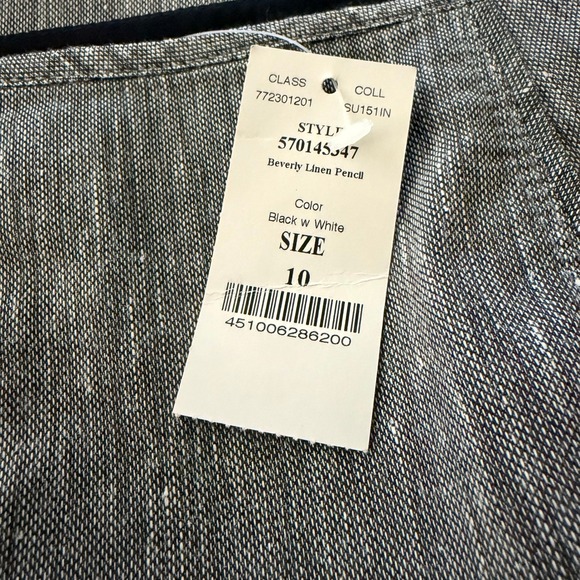 CLASS COLL
772301201 SU151IN
STYLE
570145347
Beverly Linen Pencil
Color
Black w White
SIZE
10
451006286200